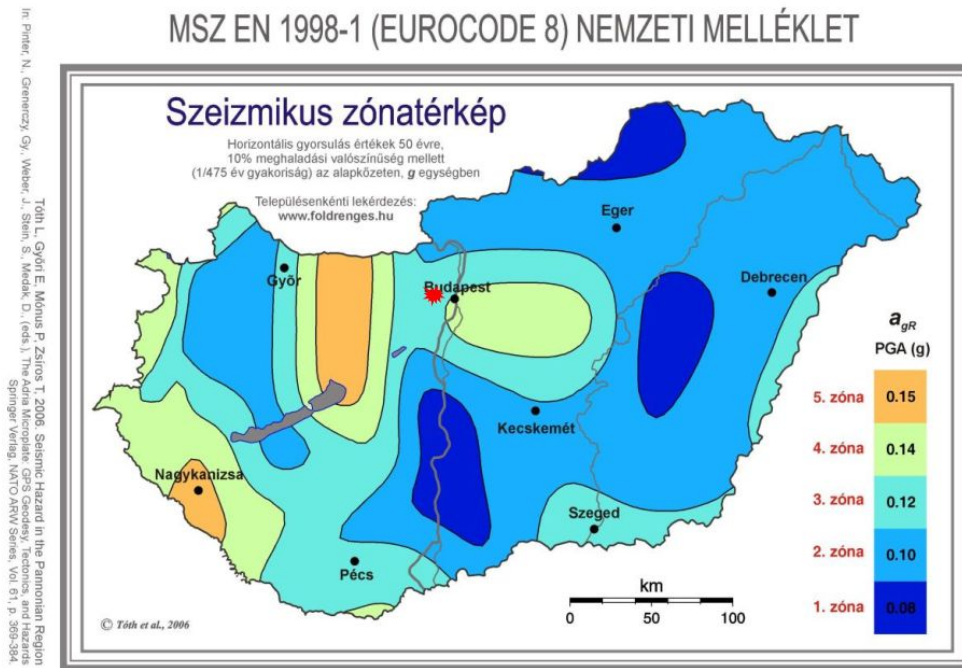 MSZ EN 1998-1 (EUROCODE 8) NEMZETI MELLÉKLET
Tóth L, Győri E, Mónus P, Zsiros T, 2006. Seismic Hazard in the Pannonian Region
In: Pinter, N., Grenerczy, Gy., Weber, J., Stein, S., Medak, D., (eds.), The Adria Microplate: GPS Geodesy, Tectonics, and Hazards
Springer Verlag, NATO ARW Series, Vol. 61, p. 369-384.
Szeizmikus zónatérkép
Horizontális gyorsulás értékek 50 évre,
10% meghaladási valószínűség mellett
(1/475 év gyakoriság) az alapkőzeten, g egységben
Településenkénti lekérdezés:
www.foldrenges.hu
Eger
Győr
Debrecen
Budapest
Kecskemét
Nagykanizsa
Szeged
Pécs
agR
PGA (g)
5. zóna 0.15
4. zóna 0.14
3. zóna 0.12
2. zóna 0.10
1. zóna 0.08
km
0 50 100
© Tóth et al., 2006